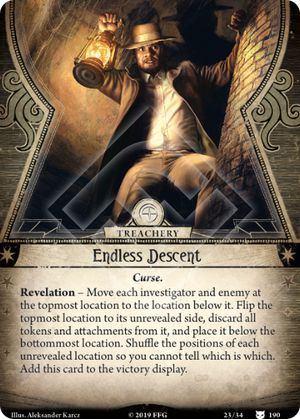 TREACHERY
Endless Descent
Curse.
Revelation – Move each investigator and enemy
at the topmost location to the location below it. Flip
the topmost location to its unrevealed side, discard all
tokens and attachments from it, and place it below the
bottommost location. Shuffle the positions of each
unrevealed location so you cannot tell which is which.
Add this card to the victory display.
Illus. Aleksander Karcz © 2019 FFG 23/34 190